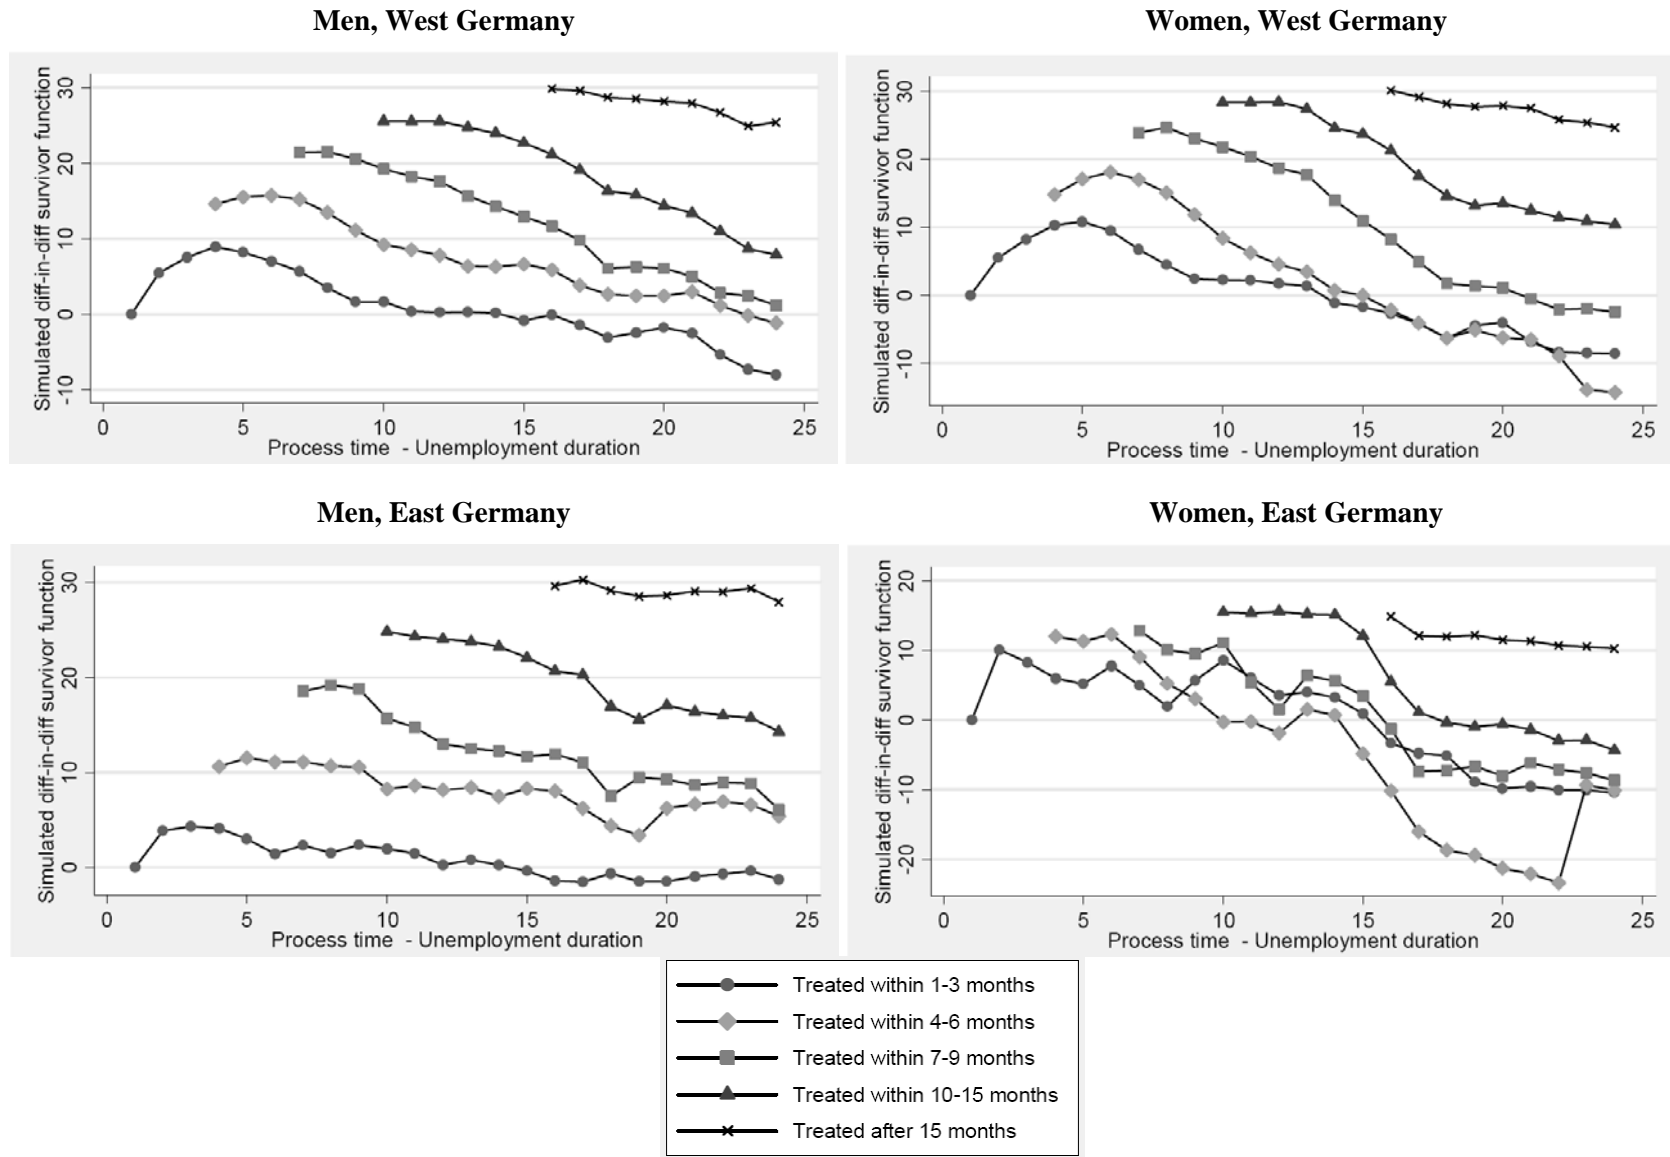 Men, West Germany
Simulated diff-in-diff survivor function
30
20
10
0
-10
0 5 10 15 20 25
Process time - Unemployment duration
Women, West Germany
Simulated diff-in-diff survivor function
30
20
10
0
-10
0 5 10 15 20 25
Process time - Unemployment duration
Men, East Germany
Simulated diff-in-diff survivor function
30
20
10
0
0 5 10 15 20 25
Process time - Unemployment duration
Women, East Germany
Simulated diff-in-diff survivor function
20
10
0
-10
-20
0 5 10 15 20 25
Process time - Unemployment duration
Treated within 1-3 months
Treated within 4-6 months
Treated within 7-9 months
Treated within 10-15 months
Treated after 15 months